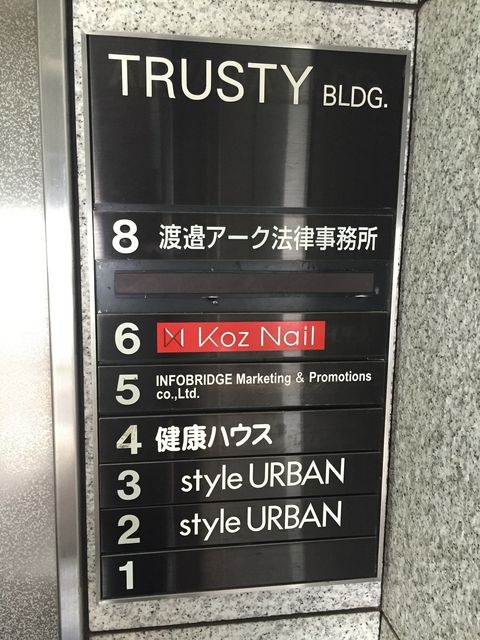 TRUSTY BLDG.
8 渡邉アーク法律事務所
6 Koz Nail
5 INFOBRIDGE Marketing & Promotions
co.,Ltd.
4 健康ハウス
3 style URBAN
2 style URBAN
1